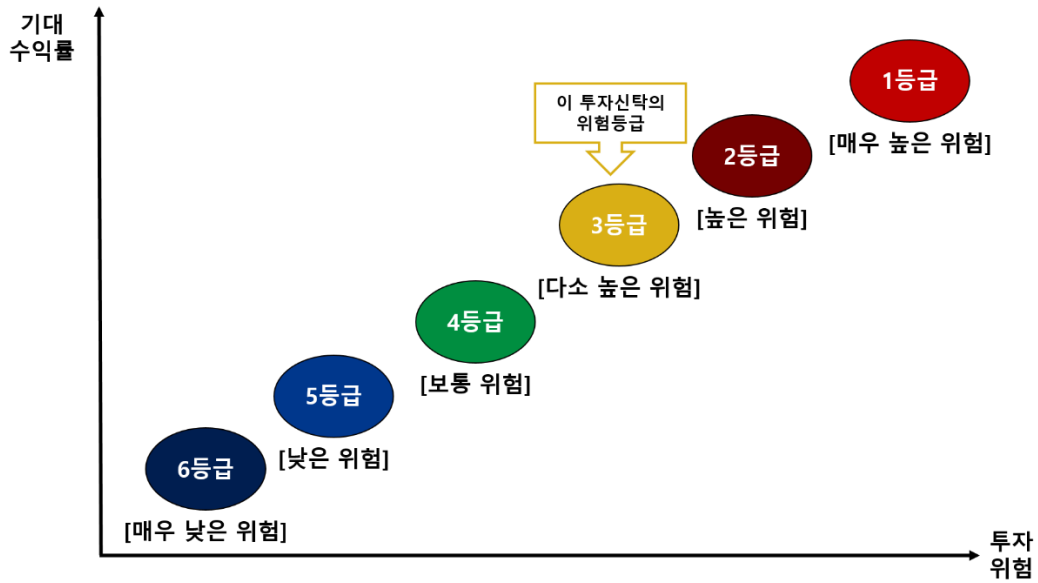 기대
수익률
1등급
[매우 높은 위험]
이 투자신탁의
위험등급
2등급
[높은 위험]
3등급
[다소 높은 위험]
4등급
[보통 위험]
5등급
[낮은 위험]
6등급
[매우 낮은 위험]
투자
위험